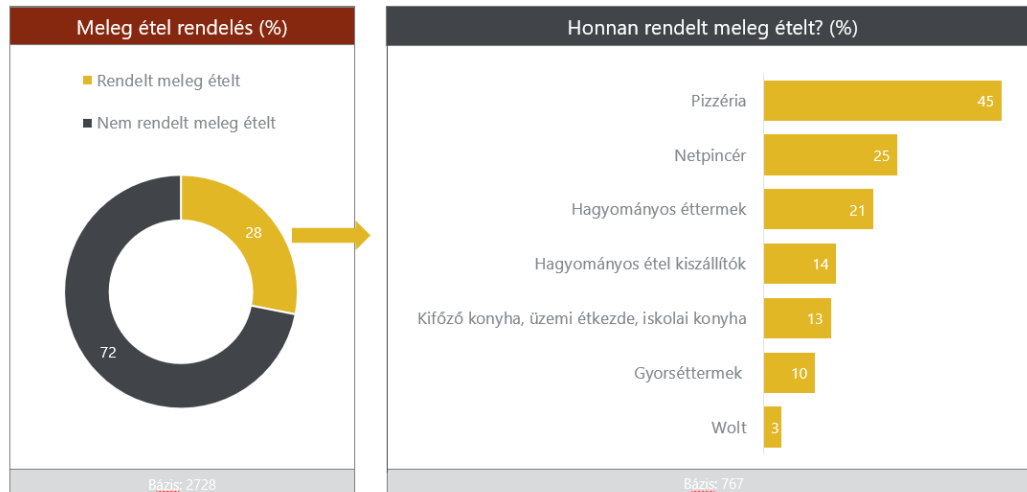 Meleg étel rendelés (%)
Rendelt meleg ételt
Nem rendelt meleg ételt
28
72
Bázis: 2728
Honnan rendelt meleg ételt? (%)
Pizzéria 45
Netpincér 25
Hagyományos éttermek 21
Hagyományos étel kiszállítók 14
Kifőző konyha, üzemi étkezde, iskolai konyha 13
Gyorséttermek 10
Wolt 3
Bázis: 767